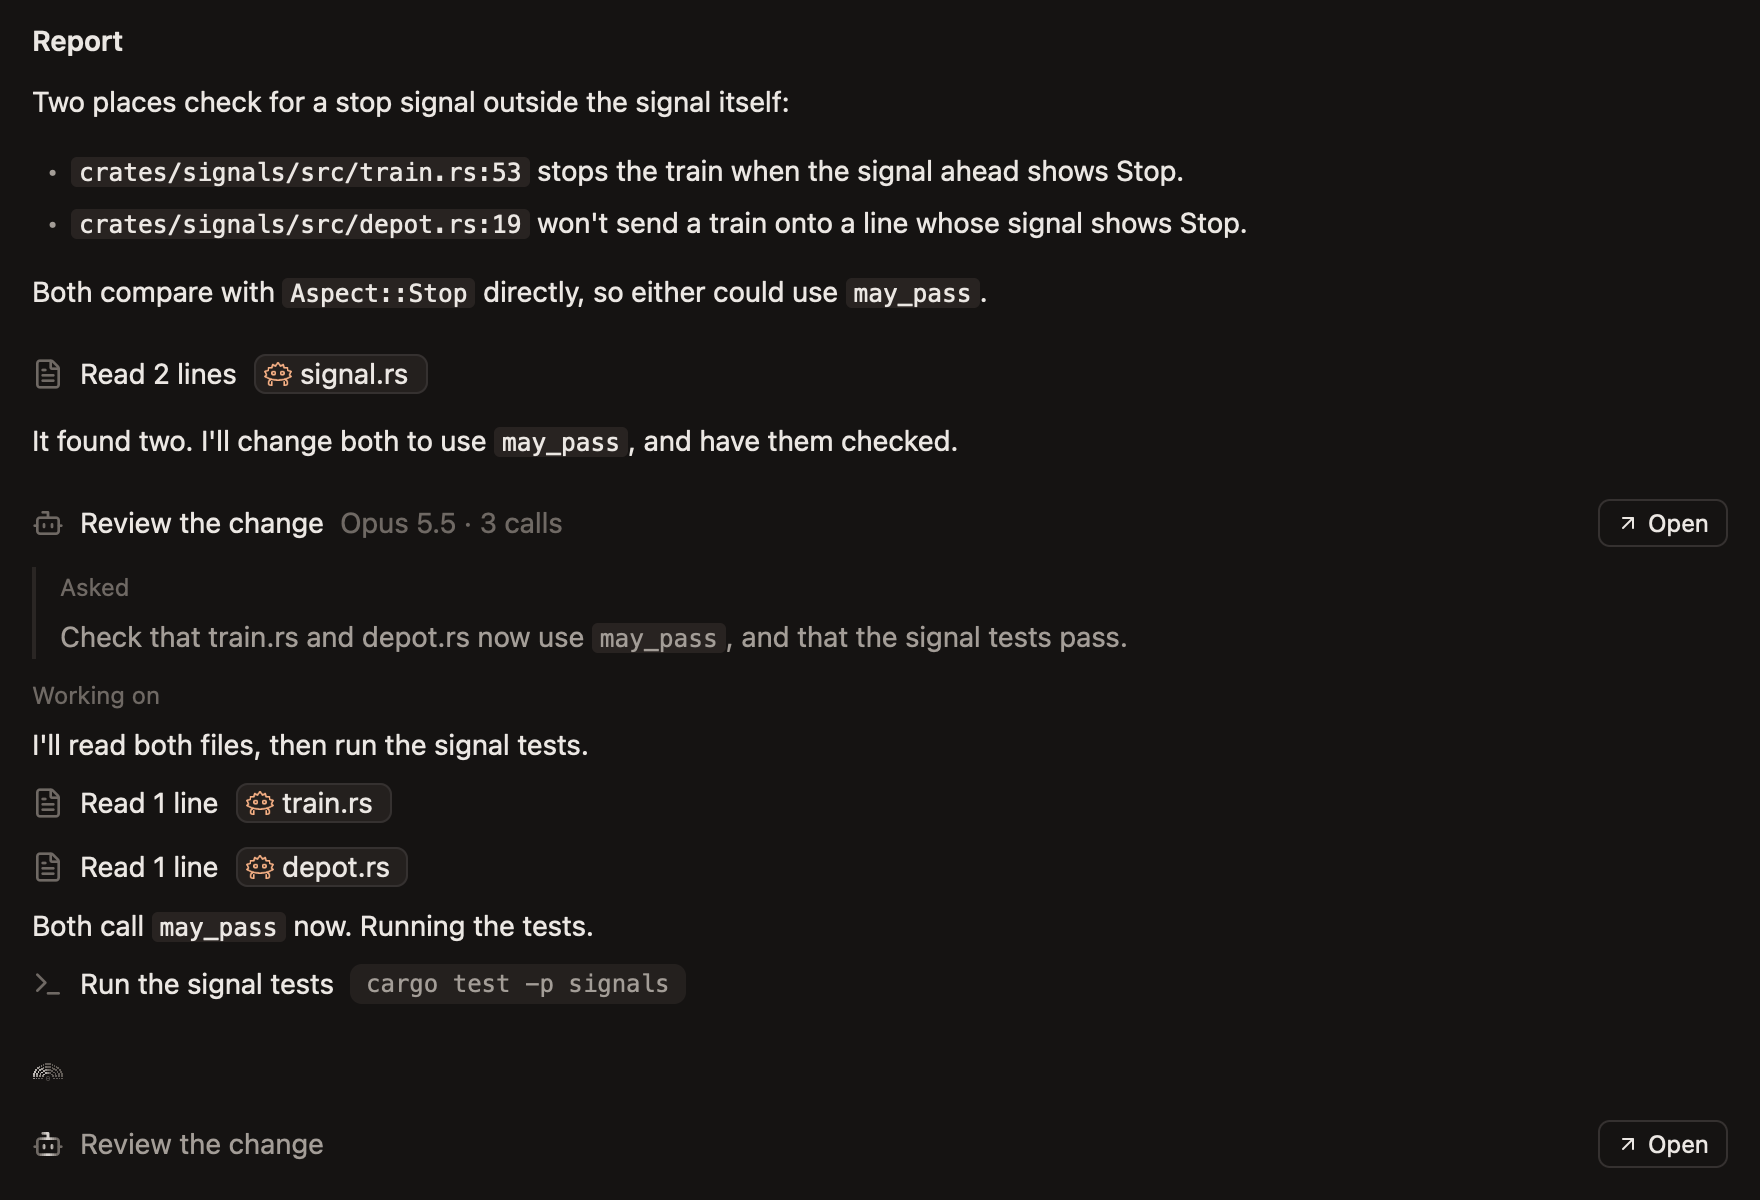 Report
Two places check for a stop signal outside the signal itself:
• crates/signals/src/train.rs:53 stops the train when the signal ahead shows Stop.
• crates/signals/src/depot.rs:19 won't send a train onto a line whose signal shows Stop.
Both compare with Aspect::Stop directly, so either could use may_pass.
Read 2 lines signal.rs
It found two. I'll change both to use may_pass, and have them checked.
Review the change Opus 5.5 · 3 calls Open
Asked
Check that train.rs and depot.rs now use may_pass, and that the signal tests pass.
Working on
I'll read both files, then run the signal tests.
Read 1 line train.rs
Read 1 line depot.rs
Both call may_pass now. Running the tests.
Run the signal tests cargo test -p signals
Review the change Open